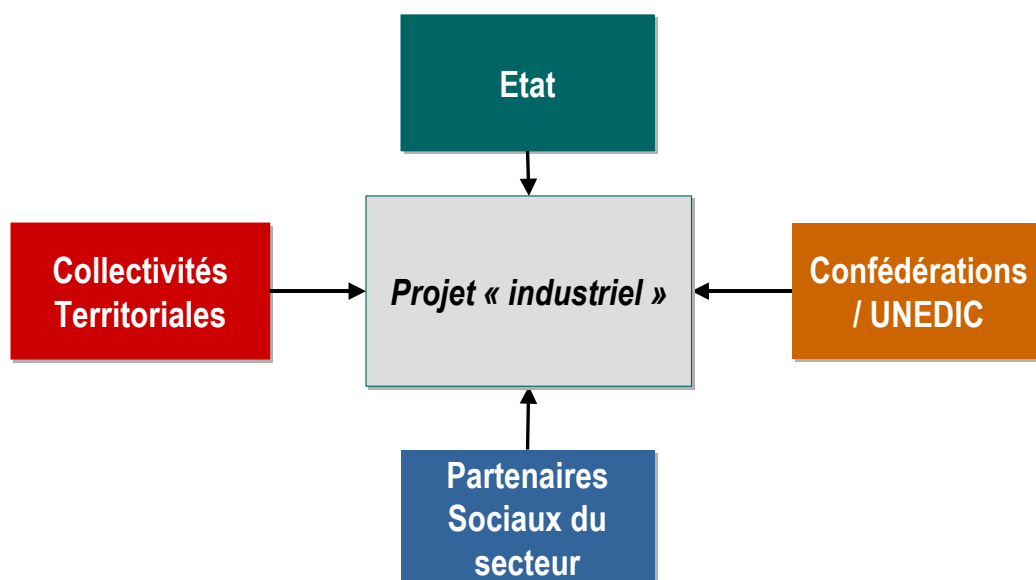 Etat
Collectivités
Territoriales
Projet « industriel »
Confédérations
/ UNEDIC
Partenaires
Sociaux du
secteur